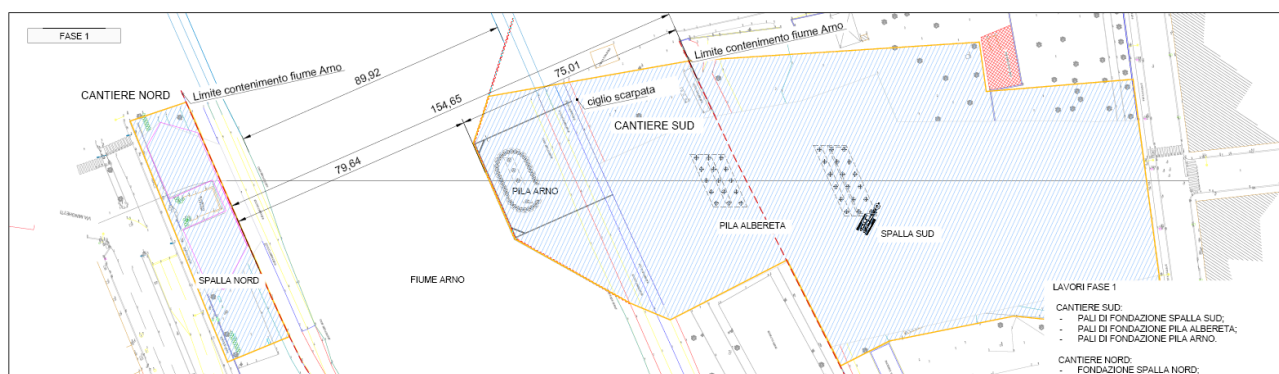 FASE 1
CANTIERE NORD
Limite contenimento fiume Arno
89,92
154,65
79,64
75,01
Limite contenimento fiume Arno
ciglio scarpata
CANTIERE SUD
PILA ARNO
PILA ALBERETA
SPALLA SUD
SPALLA NORD
FIUME ARNO
LAVORI FASE 1
CANTIERE SUD:
- PALI DI FONDAZIONE SPALLA SUD;
- PALI DI FONDAZIONE PILA ALBERETA;
- PALI DI FONDAZIONE PILA ARNO.
CANTIERE NORD:
- FONDAZIONE SPALLA NORD;